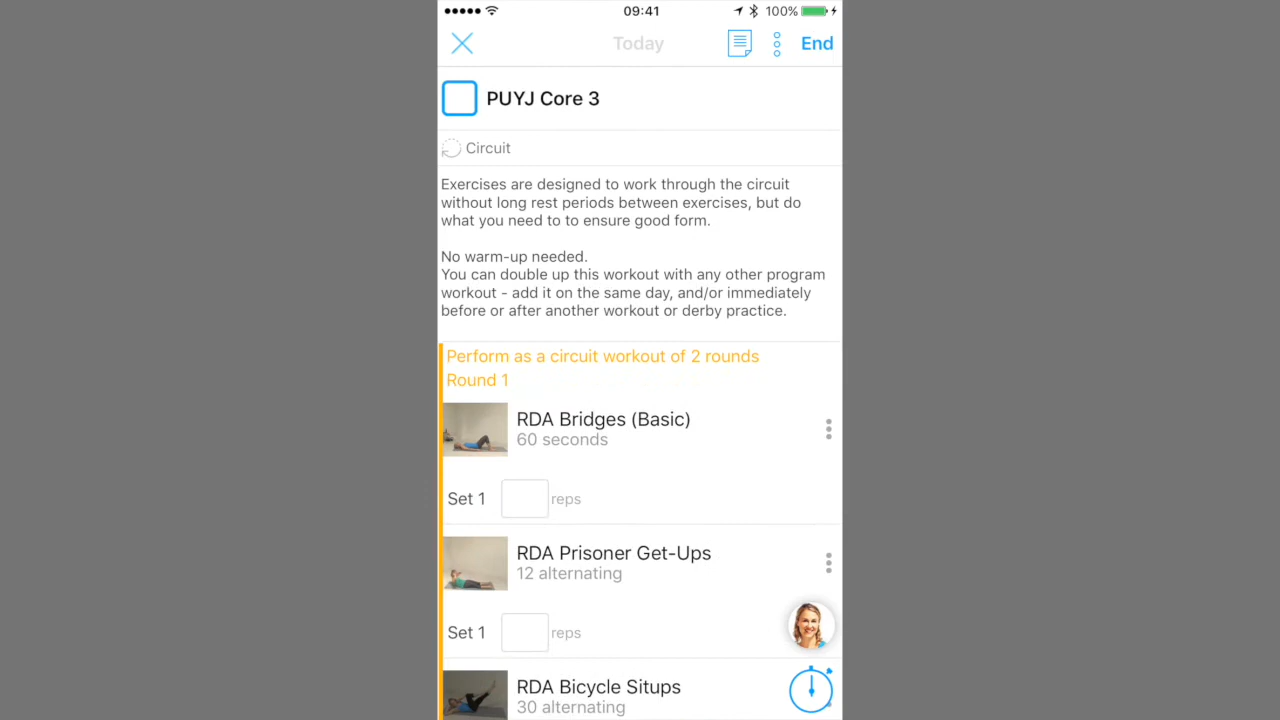 09:41
100%
Today
End
PUYJ Core 3
Circuit
Exercises are designed to work through the circuit
without long rest periods between exercises, but do
what you need to to ensure good form.
No warm-up needed.
You can double up this workout with any other program
workout - add it on the same day, and/or immediately
before or after another workout or derby practice.
Perform as a circuit workout of 2 rounds
Round 1
RDA Bridges (Basic)
60 seconds
Set 1
reps
RDA Prisoner Get-Ups
12 alternating
Set 1
reps
RDA Bicycle Situps
30 alternating